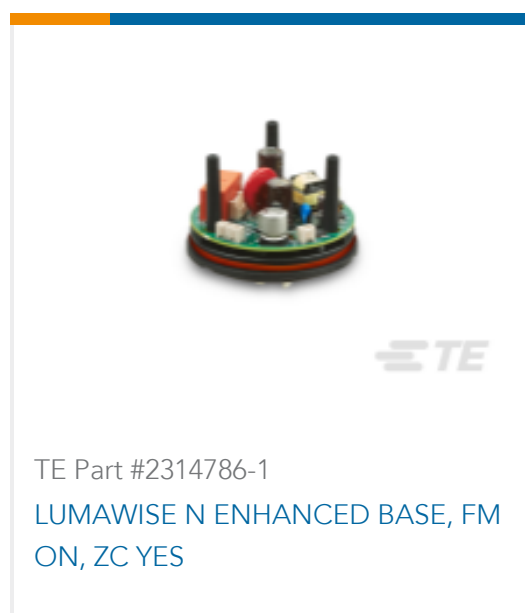 TE
TE Part #2314786-1
LUMAWISE N ENHANCED BASE, FM
ON, ZC YES